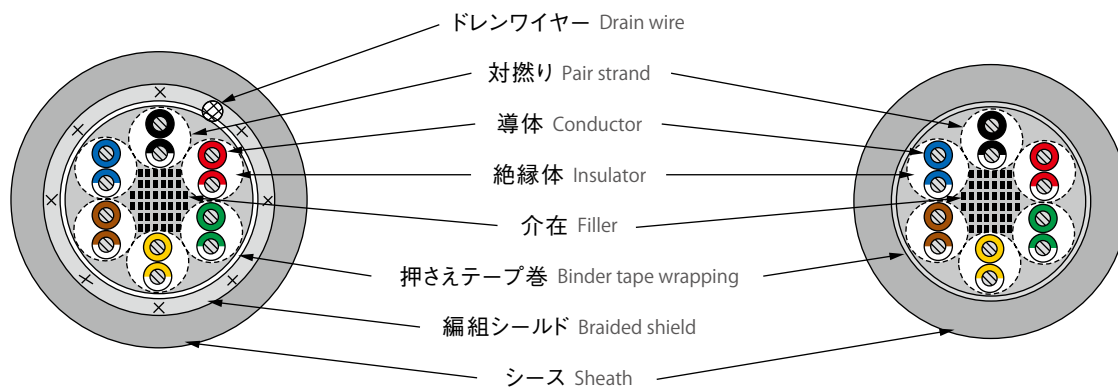 ドレンワイヤー Drain wire
対撚り Pair strand
導体 Conductor
絶縁体 Insulator
介在 Filler
押さえテープ巻 Binder tape wrapping
編組シールド Braided shield
シース Sheath